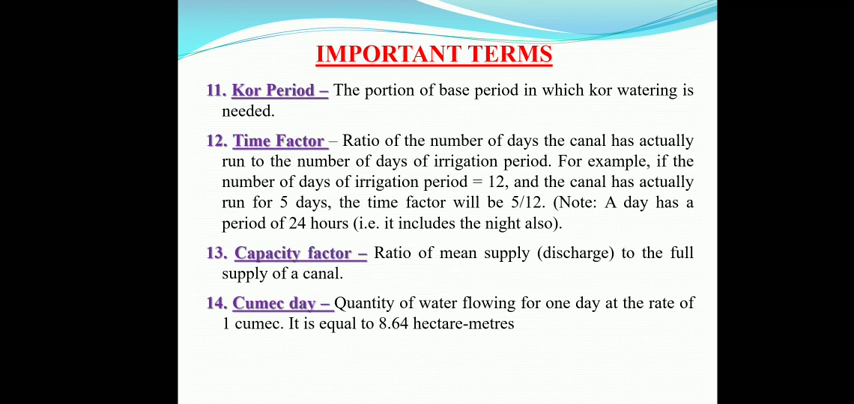 IMPORTANT TERMS
11. Kor Period – The portion of base period in which kor watering is
needed.
12. Time Factor – Ratio of the number of days the canal has actually
run to the number of days of irrigation period. For example, if the
number of days of irrigation period = 12, and the canal has actually
run for 5 days, the time factor will be 5/12. (Note: A day has a
period of 24 hours (i.e. it includes the night also).
13. Capacity factor – Ratio of mean supply (discharge) to the full
supply of a canal.
14. Cumec day – Quantity of water flowing for one day at the rate of
1 cumec. It is equal to 8.64 hectare-metres